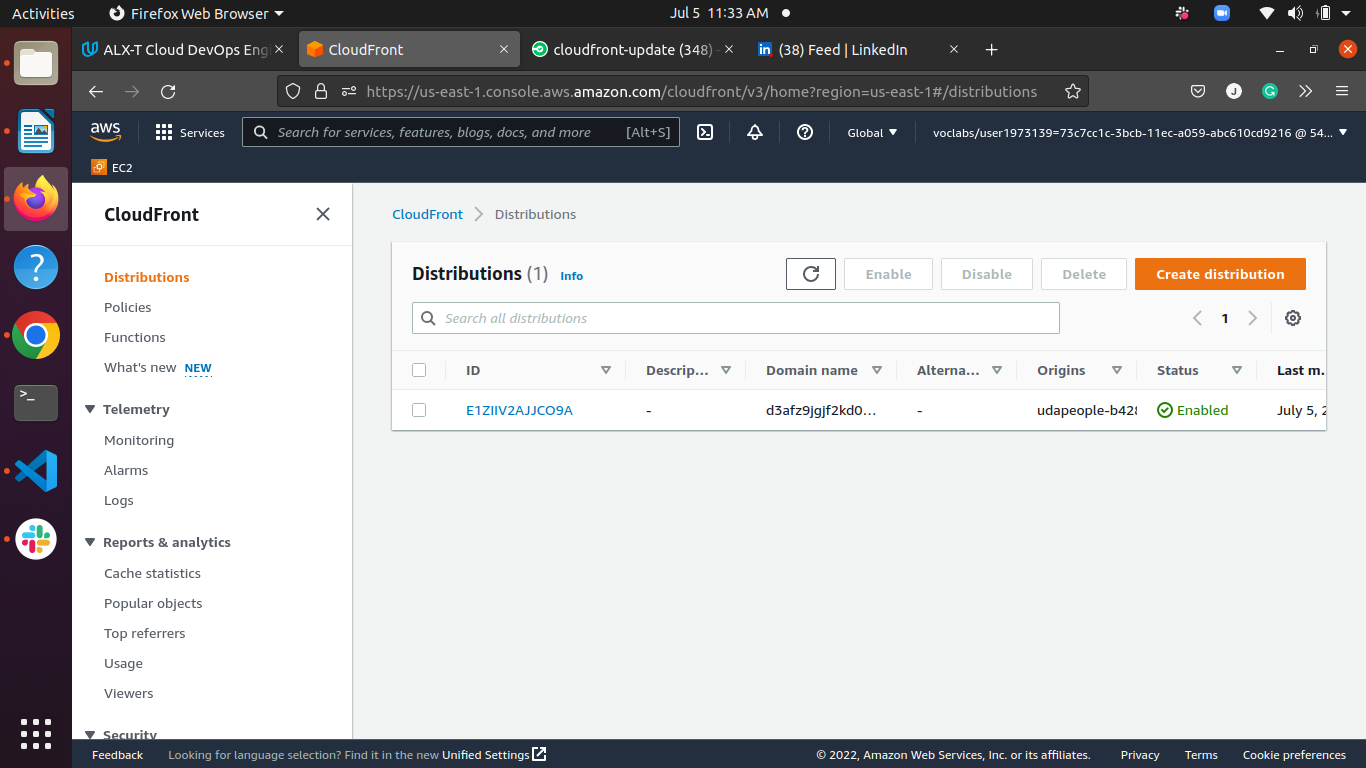 Activities Firefox Web Browser Jul 5 11:33 AM
ALX-T Cloud DevOps Eng CloudFront cloudfront-update (348) - (38) Feed | LinkedIn
https://us-east-1.console.aws.amazon.com/cloudfront/v3/home?region=us-east-1#/distributions
aws Services Search for services, features, blogs, docs, and more [Alt+S] Global voclabs/user1973139=73c7cc1c-3bcb-11ec-a059-abc610cd9216 @ 54...
EC2
CloudFront
Distributions
Policies
Functions
What's new NEW
Telemetry
Monitoring
Alarms
Logs
Reports & analytics
Cache statistics
Popular objects
Top referrers
Usage
Viewers
Security
CloudFront Distributions
Distributions (1) Info Enable Disable Delete Create distribution
Search all distributions 1
ID Descrip... Domain name Alterna... Origins Status Last m.
E1ZIIV2AJJCO9A - d3afz9jgjf2kd0... - udapeople-b428 Enabled July 5, 2
Feedback Looking for language selection? Find it in the new Unified Settings © 2022, Amazon Web Services, Inc. or its affiliates. Privacy Terms Cookie preferences